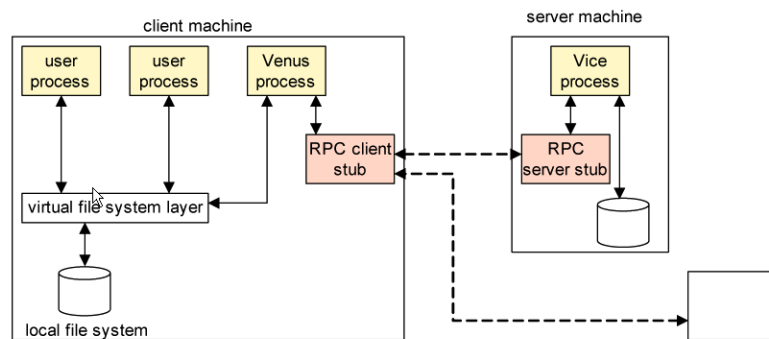 client machine
server machine
user
process
user
process
Venus
process
Vice
process
RPC client
stub
RPC
server stub
virtual file system layer
local file system